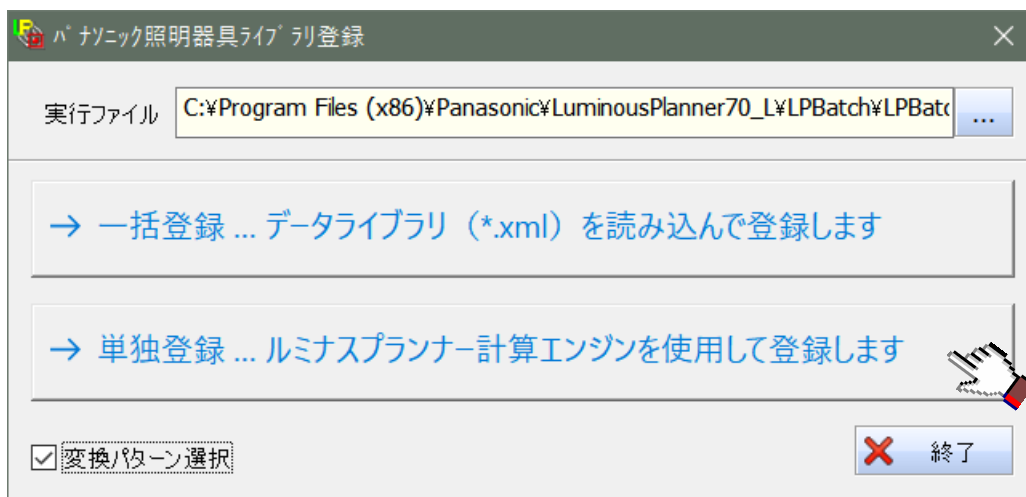 パナソニック照明器具ライブラリ登録
実行ファイル C:¥Program Files (x86)¥Panasonic¥LuminousPlanner70_L¥LPBatch¥LPBatc ...
→ 一括登録 ... データライブラリ（*.xml）を読み込んで登録します
→ 単独登録 ... ルミナスプランナー計算エンジンを使用して登録します
変換パターン選択 終了